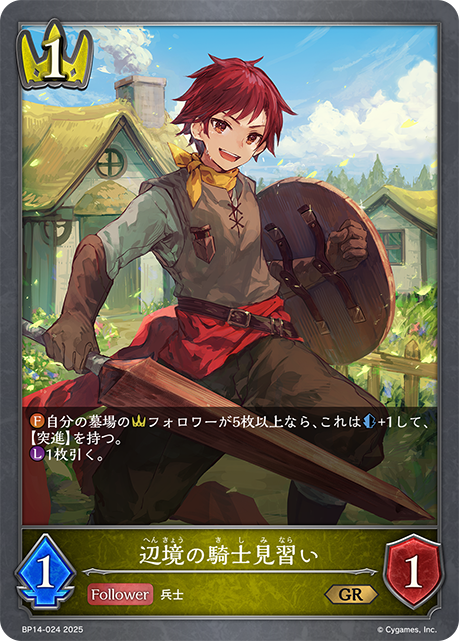 1
F自分の墓場のフォロワーが5枚以上なら、これは+1して、
【突進】を持つ。
L1枚引く。
へんきょう きしみなら
辺境の騎士見習い
1
Follower 兵士
GR
1
BP14-024 2025
© Cygames, Inc.